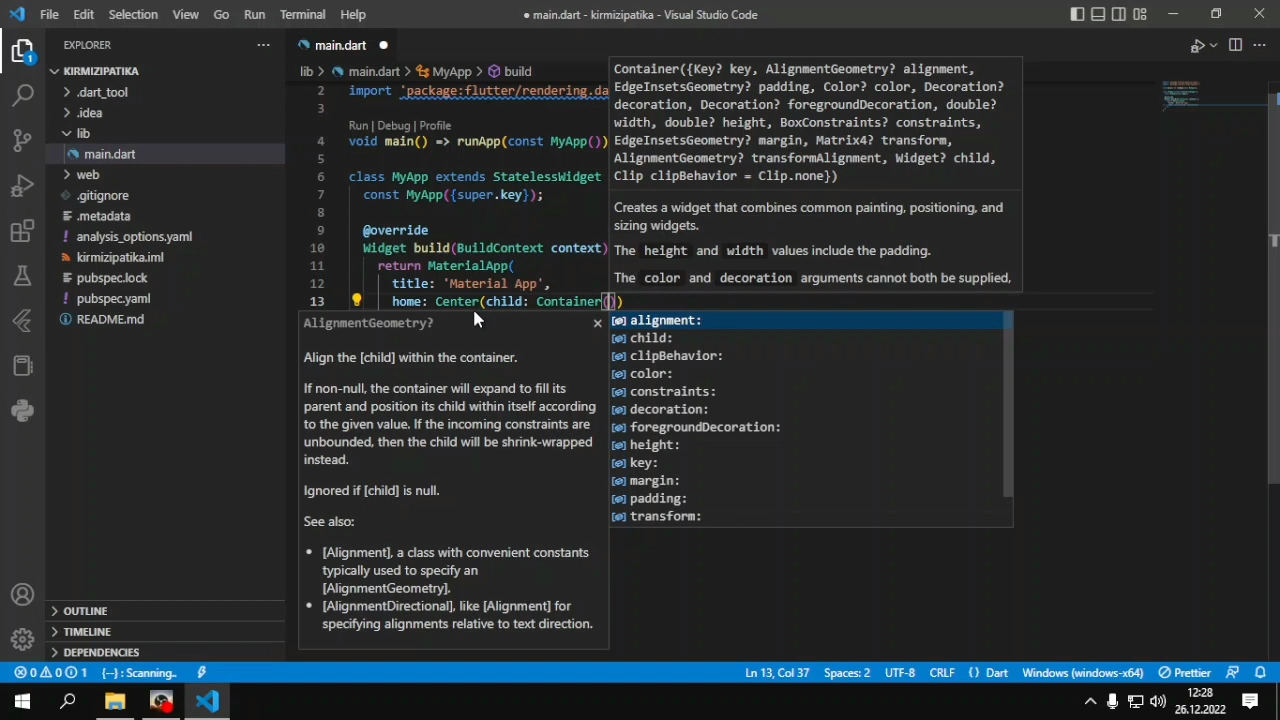 File Edit Selection View Go Run Terminal Help
● main.dart - kirmizipatika - Visual Studio Code
EXPLORER
main.dart
KIRMIZIPATIKA
.dart_tool
.idea
lib
main.dart
web
.gitignore
.metadata
analysis_options.yaml
kirmizipatika.iml
pubspec.lock
pubspec.yaml
README.md
OUTLINE
TIMELINE
DEPENDENCIES
1
lib > main.dart > MyApp > build
2 import 'package:flutter/rendering.da
3
Run | Debug | Profile
4 void main() => runApp(const MyApp())
5
6 class MyApp extends StatelessWidget
7 const MyApp({super.key});
8
9 @override
10 Widget build(BuildContext context)
11 return MaterialApp(
12 title: 'Material App',
13 home: Center(child: Container())
Container({Key? key, AlignmentGeometry? alignment,
EdgeInsetsGeometry? padding, Color? color, Decoration?
decoration, Decoration? foregroundDecoration, double?
width, double? height, BoxConstraints? constraints,
EdgeInsetsGeometry? margin, Matrix4? transform,
AlignmentGeometry? transformAlignment, Widget? child,
Clip clipBehavior = Clip.none})
Creates a widget that combines common painting, positioning, and
sizing widgets.
The height and width values include the padding.
The color and decoration arguments cannot both be supplied,
AlignmentGeometry?
Align the [child] within the container.
If non-null, the container will expand to fill its
parent and position its child within itself according
to the given value. If the incoming constraints are
unbounded, then the child will be shrink-wrapped
instead.
Ignored if [child] is null.
See also:
• [Alignment], a class with convenient constants
typically used to specify an
[AlignmentGeometry].
• [AlignmentDirectional], like [Alignment] for
specifying alignments relative to text direction.
alignment:
child:
clipBehavior:
color:
constraints:
decoration:
foregroundDecoration:
height:
key:
margin:
padding:
transform:
0 0 1 {--} : Scanning..
Ln 13, Col 37 Spaces: 2 UTF-8 CRLF {} Dart Windows (windows-x64) Prettier
12:28
26.12.2022